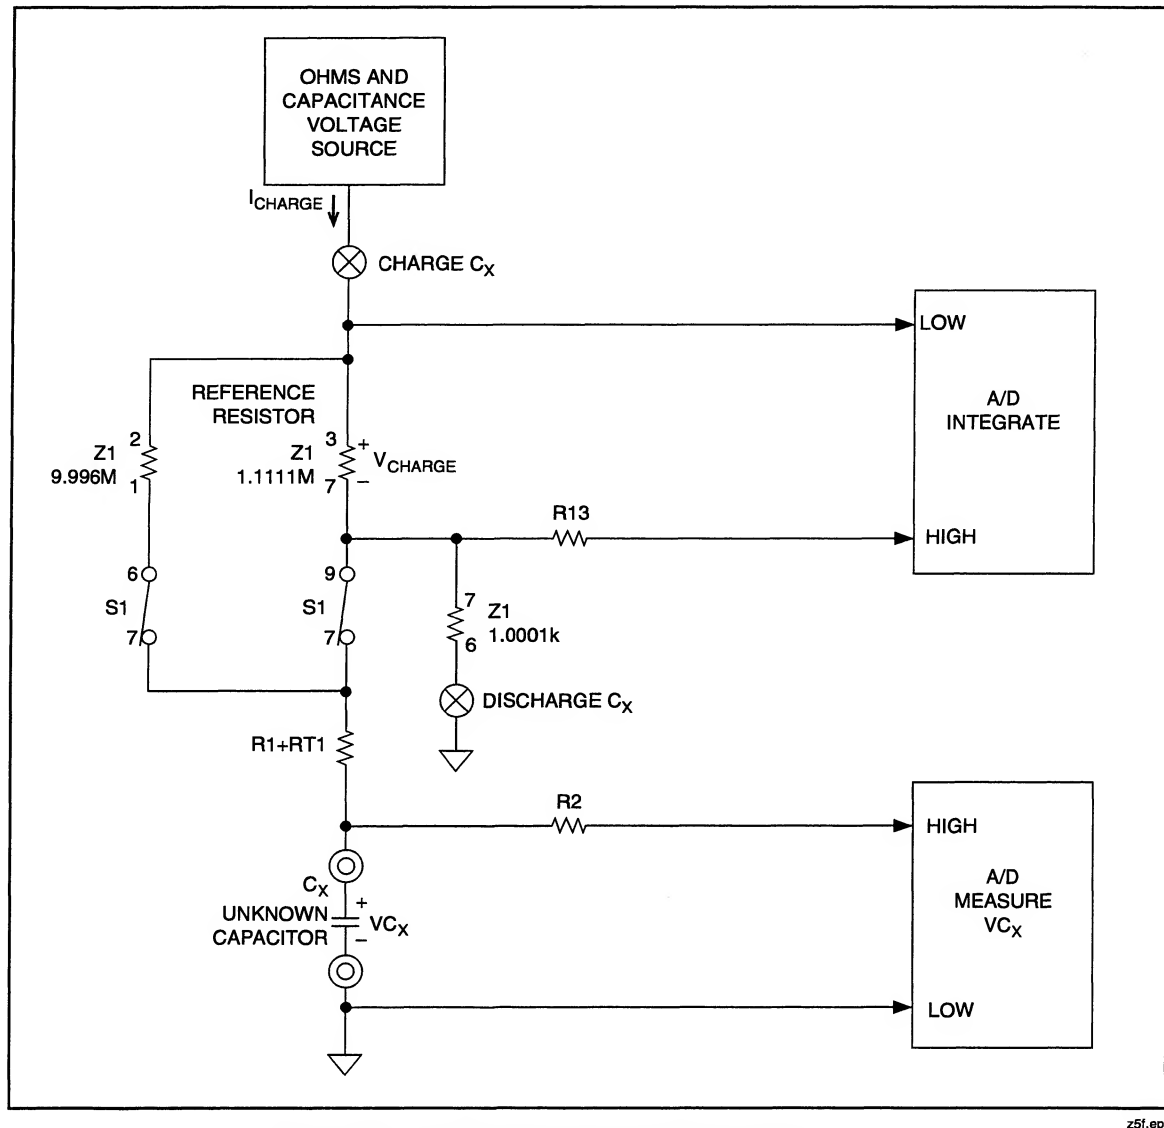 OHMS AND
CAPACITANCE
VOLTAGE
SOURCE
ICHARGE
CHARGE CX
LOW
A/D
INTEGRATE
HIGH
REFERENCE
RESISTOR
2
Z1
9.996M
1
3
+
Z1
VCHARGE
1.1111M
7
–
R13
6
S1
7
9
S1
7
7
Z1
1.0001k
6
DISCHARGE CX
R1+RT1
R2
HIGH
A/D
MEASURE
VCX
LOW
CX
+
UNKNOWN
CAPACITOR
VCX
–
z5f.ep